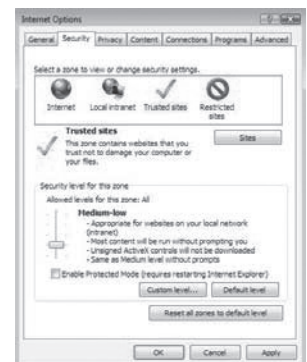 Internet Options
General Security Privacy Content Connections Programs Advanced
Select a zone to view or change security settings.
Internet Local intranet Trusted sites Restricted
sites
Trusted sites
Sites
This zone contains websites that you
trust not to damage your computer or
your files.
Security level for this zone
Allowed levels for this zone: All
Medium-low
- Appropriate for websites on your local network
(intranet)
- Most content will be run without prompting you
- Unsigned ActiveX controls will not be downloaded
- Same as Medium level without prompts
Enable Protected Mode (requires restarting Internet Explorer)
Custom level... Default level
Reset all zones to default level
OK Cancel Apply